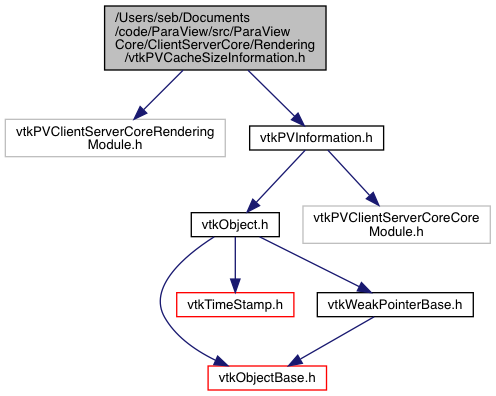 /Users/seb/Documents
/code/ParaView/src/ParaView
Core/ClientServerCore/Rendering
/vtkPVCacheSizeInformation.h
vtkPVClientServerCoreRendering
Module.h
vtkPVInformation.h
vtkObject.h
vtkPVClientServerCoreCore
Module.h
vtkTimeStamp.h
vtkWeakPointerBase.h
vtkObjectBase.h